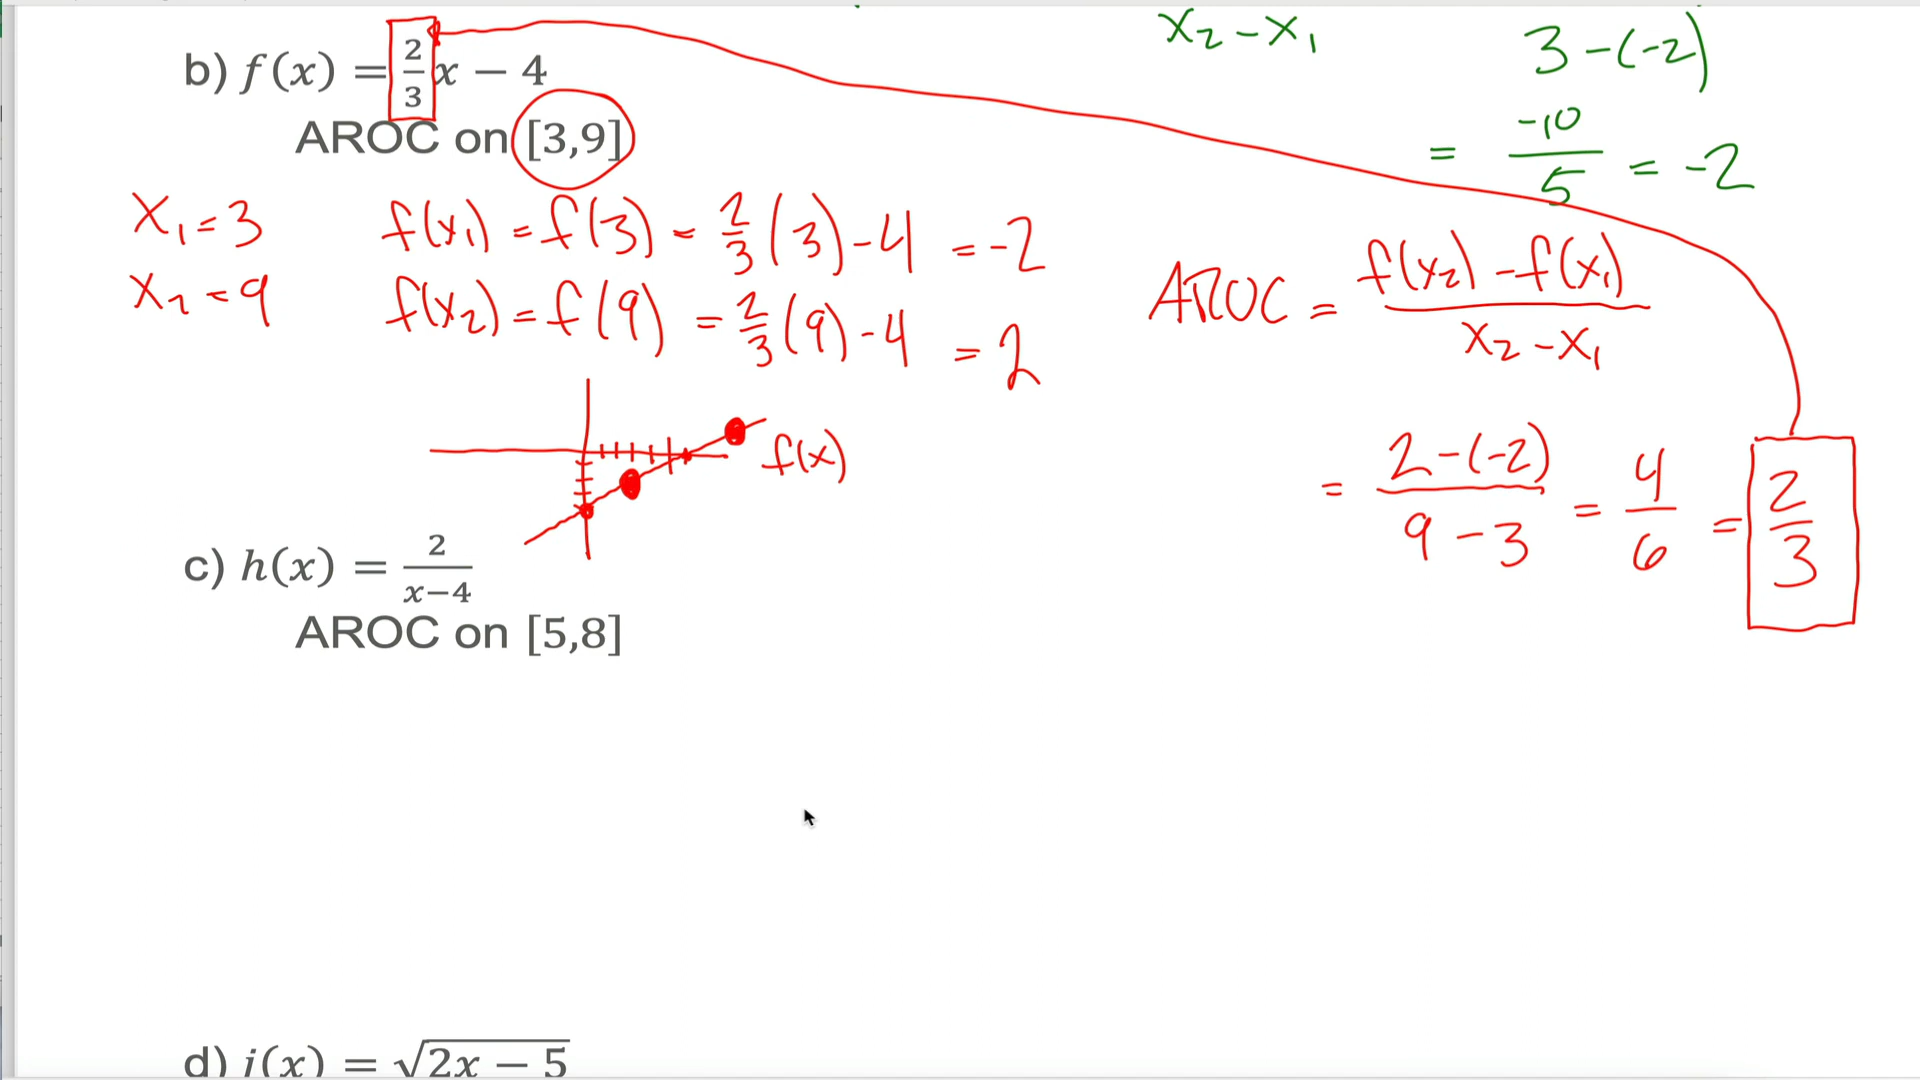 x₂ - x₁
3 - (-2)
= -10/5 = -2
b) f(x) = 2/3 x − 4
AROC on [3,9]
x₁ = 3
x₂ = 9
f(x₁) = f(3) = 2/3 (3) - 4 = -2
f(x₂) = f(9) = 2/3 (9) - 4 = 2
f(x)
AROC = f(x₂) - f(x₁) / x₂ - x₁
= 2 - (-2) / 9 - 3 = 4/6 = 2/3
c) h(x) = 2/(x−4)
AROC on [5,8]
d) i(x) = √(2x − 5)